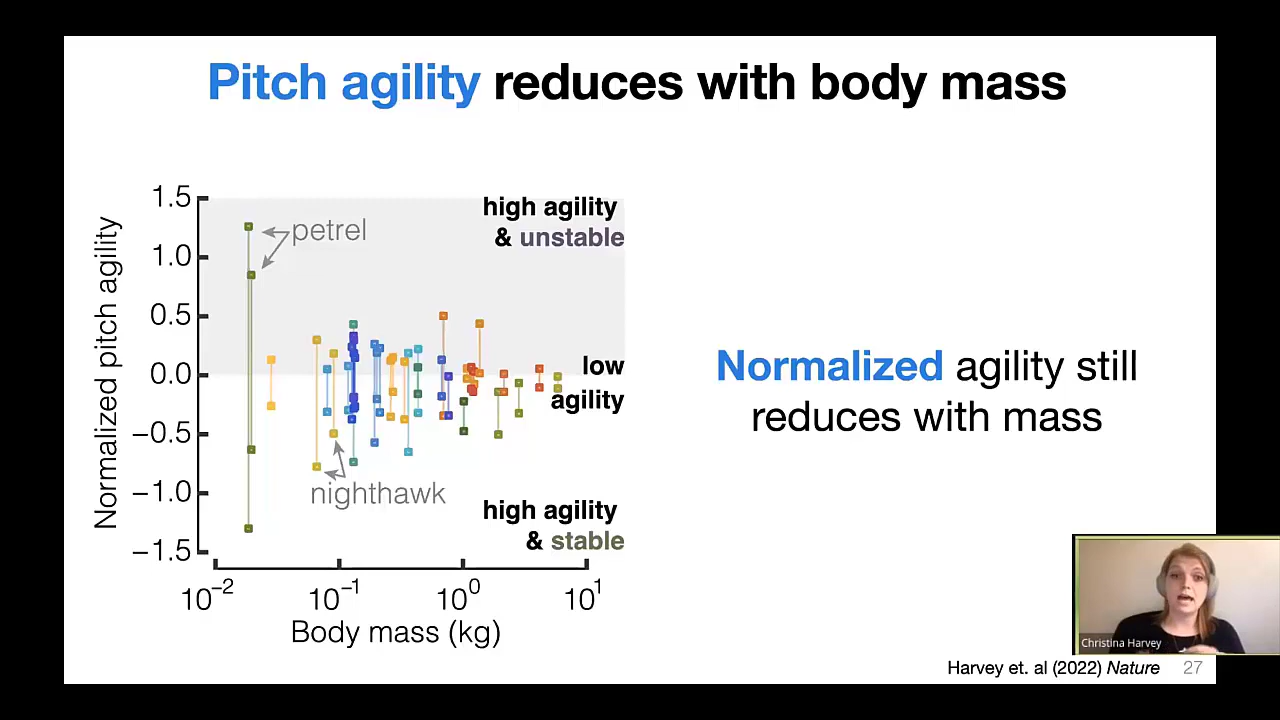 Pitch agility reduces with body mass
Normalized pitch agility
1.5
1.0
0.5
0.0
−0.5
−1.0
−1.5
high agility
& unstable
petrel
low
agility
nighthawk
high agility
& stable
10⁻²
10⁻¹
10⁰
10¹
Body mass (kg)
Normalized agility still
reduces with mass
Christina Harvey
Harvey et. al (2022) Nature 27